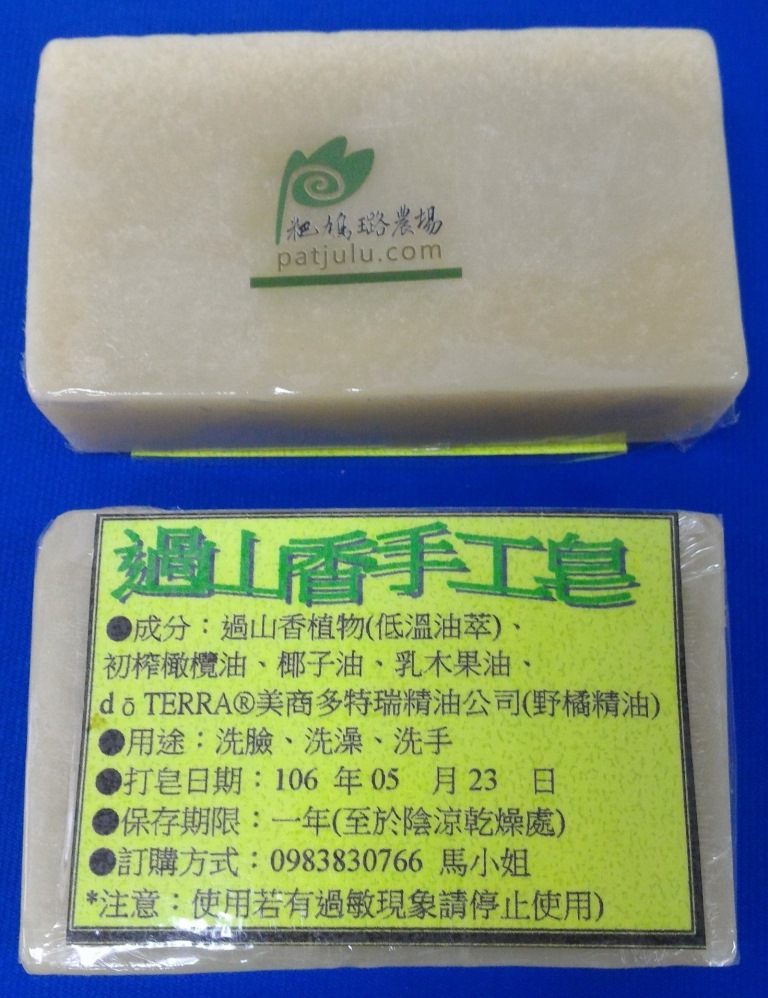 粑鳩璐農場
patjulu.com
過山香手工皂
●成分：過山香植物(低溫油萃)、
初榨橄欖油、椰子油、乳木果油、
dō TERRA®美商多特瑞精油公司(野橘精油)
●用途：洗臉、洗澡、洗手
●打皂日期：106 年 05 月 23 日
●保存期限：一年(至於陰涼乾燥處)
●訂購方式：0983830766 馬小姐
*注意：使用若有過敏現象請停止使用)